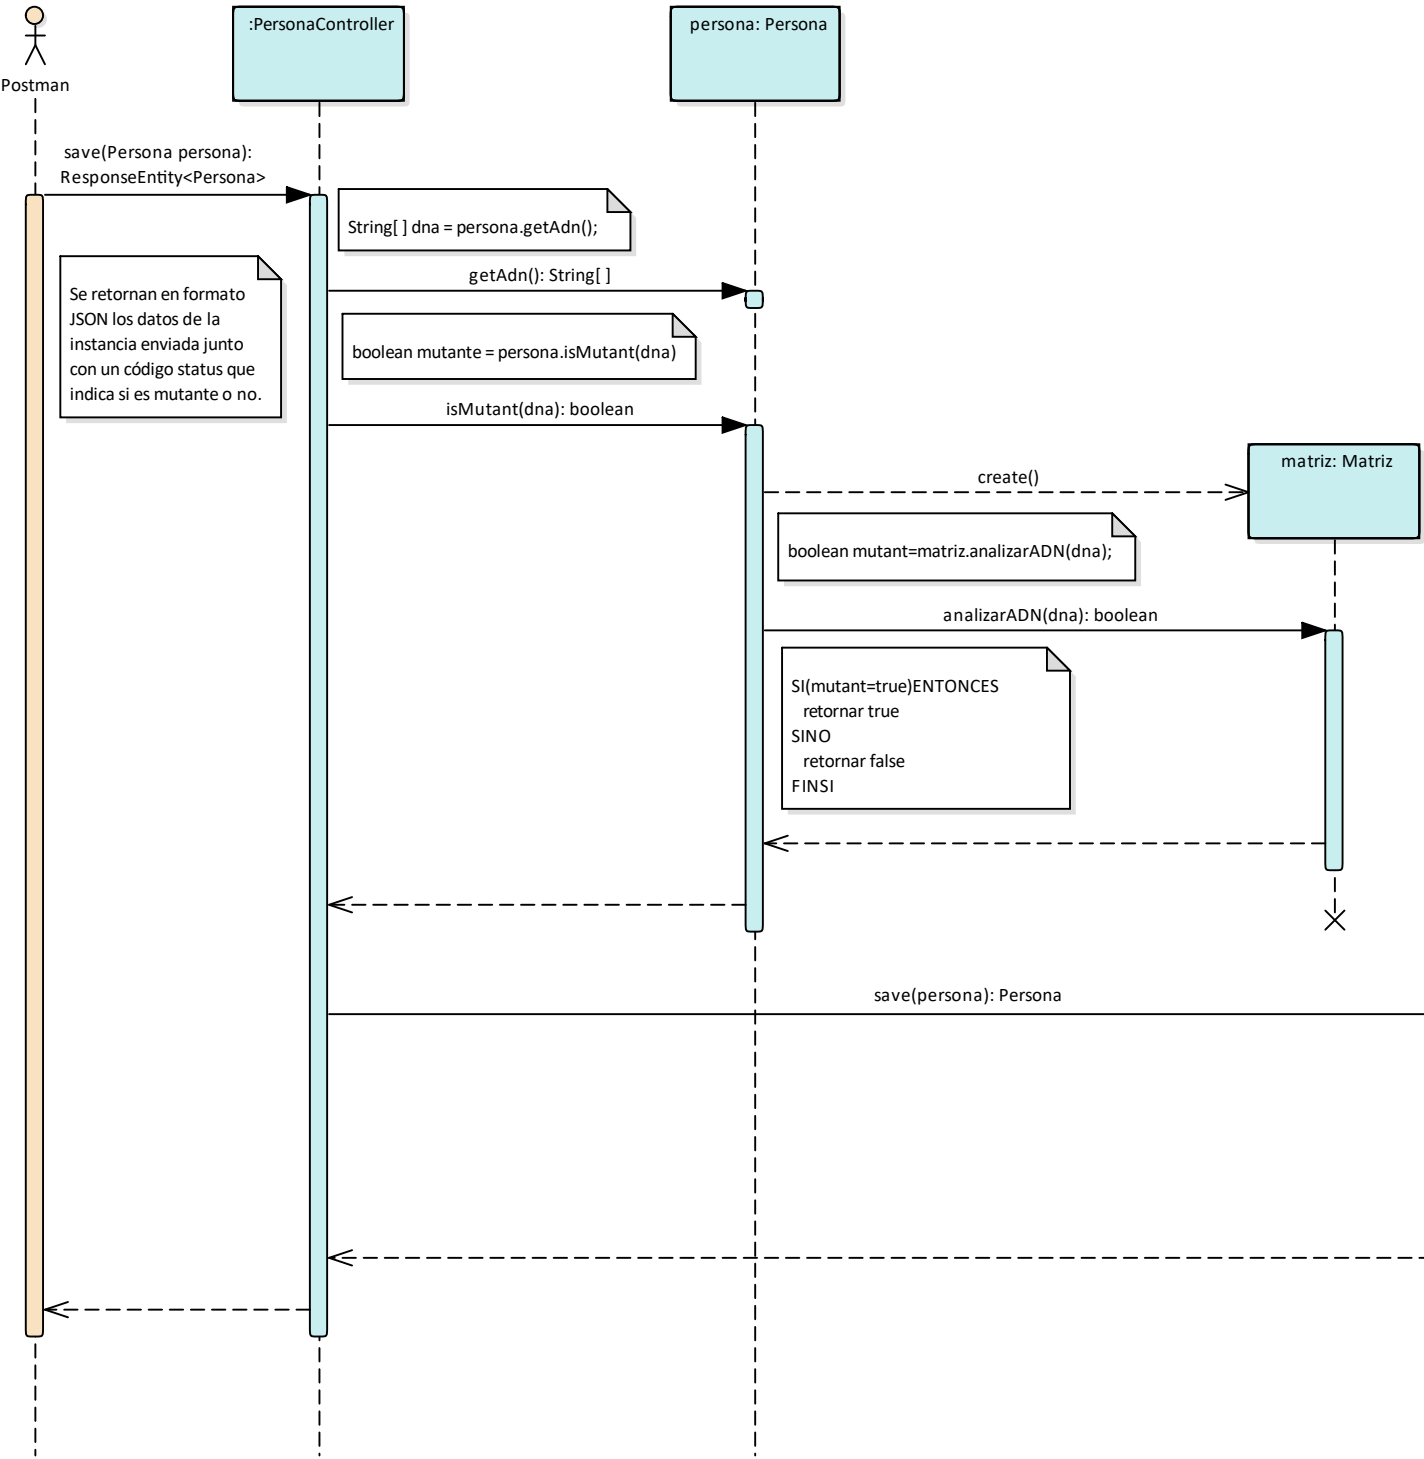 :PersonaController
persona: Persona
Postman
save(Persona persona):
ResponseEntity<Persona>
String[ ] dna = persona.getAdn();
getAdn(): String[ ]
Se retornan en formato
JSON los datos de la
instancia enviada junto
con un código status que
indica si es mutante o no.
boolean mutante = persona.isMutant(dna)
isMutant(dna): boolean
matriz: Matriz
create()
boolean mutant=matriz.analizarADN(dna);
analizarADN(dna): boolean
SI(mutant=true)ENTONCES
retornar true
SINO
retornar false
FINSI
save(persona): Persona